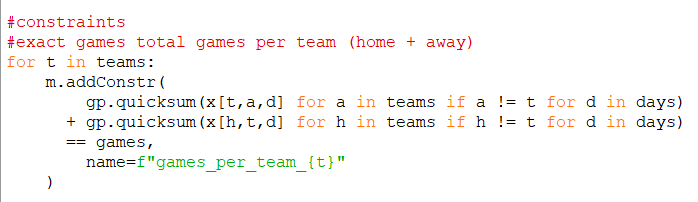 #constraints
#exact games total games per team (home + away)
for t in teams:
    m.addConstr(
        gp.quicksum(x[t,a,d] for a in teams if a != t for d in days)
      + gp.quicksum(x[h,t,d] for h in teams if h != t for d in days)
      == games,
        name=f"games_per_team_{t}"
    )